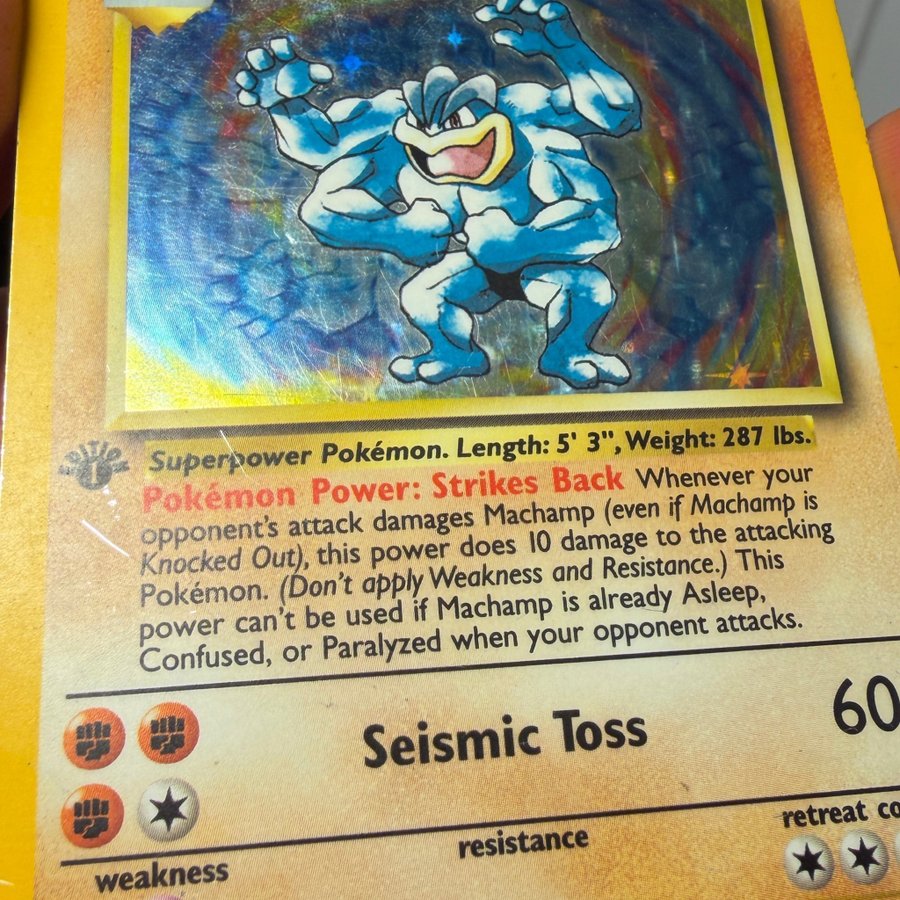 EDITION
1
Superpower Pokémon. Length: 5' 3", Weight: 287 lbs.
Pokémon Power: Strikes Back Whenever your
opponent's attack damages Machamp (even if Machamp is
Knocked Out), this power does 10 damage to the attacking
Pokémon. (Don't apply Weakness and Resistance.) This
power can't be used if Machamp is already Asleep,
Confused, or Paralyzed when your opponent attacks.
Seismic Toss 60
weakness resistance retreat co